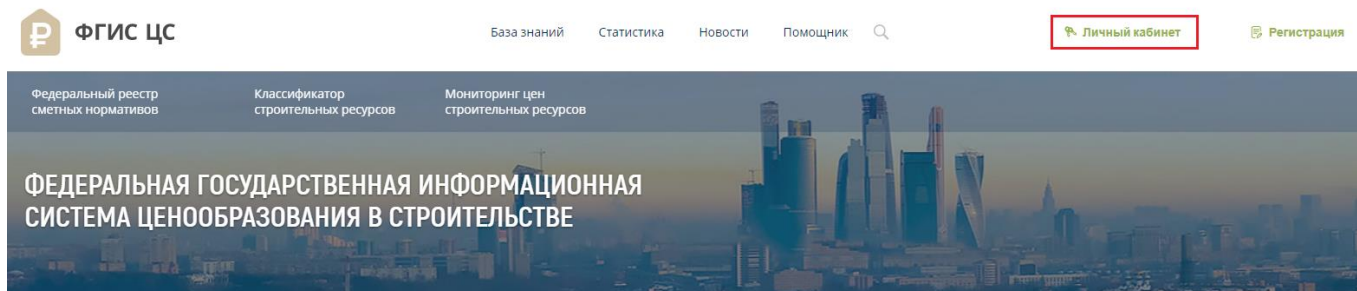 ФГИС ЦС
База знаний
Статистика
Новости
Помощник
Личный кабинет
Регистрация
Федеральный реестр
сметных нормативов
Классификатор
строительных ресурсов
Мониторинг цен
строительных ресурсов
ФЕДЕРАЛЬНАЯ ГОСУДАРСТВЕННАЯ ИНФОРМАЦИОННАЯ
СИСТЕМА ЦЕНООБРАЗОВАНИЯ В СТРОИТЕЛЬСТВЕ